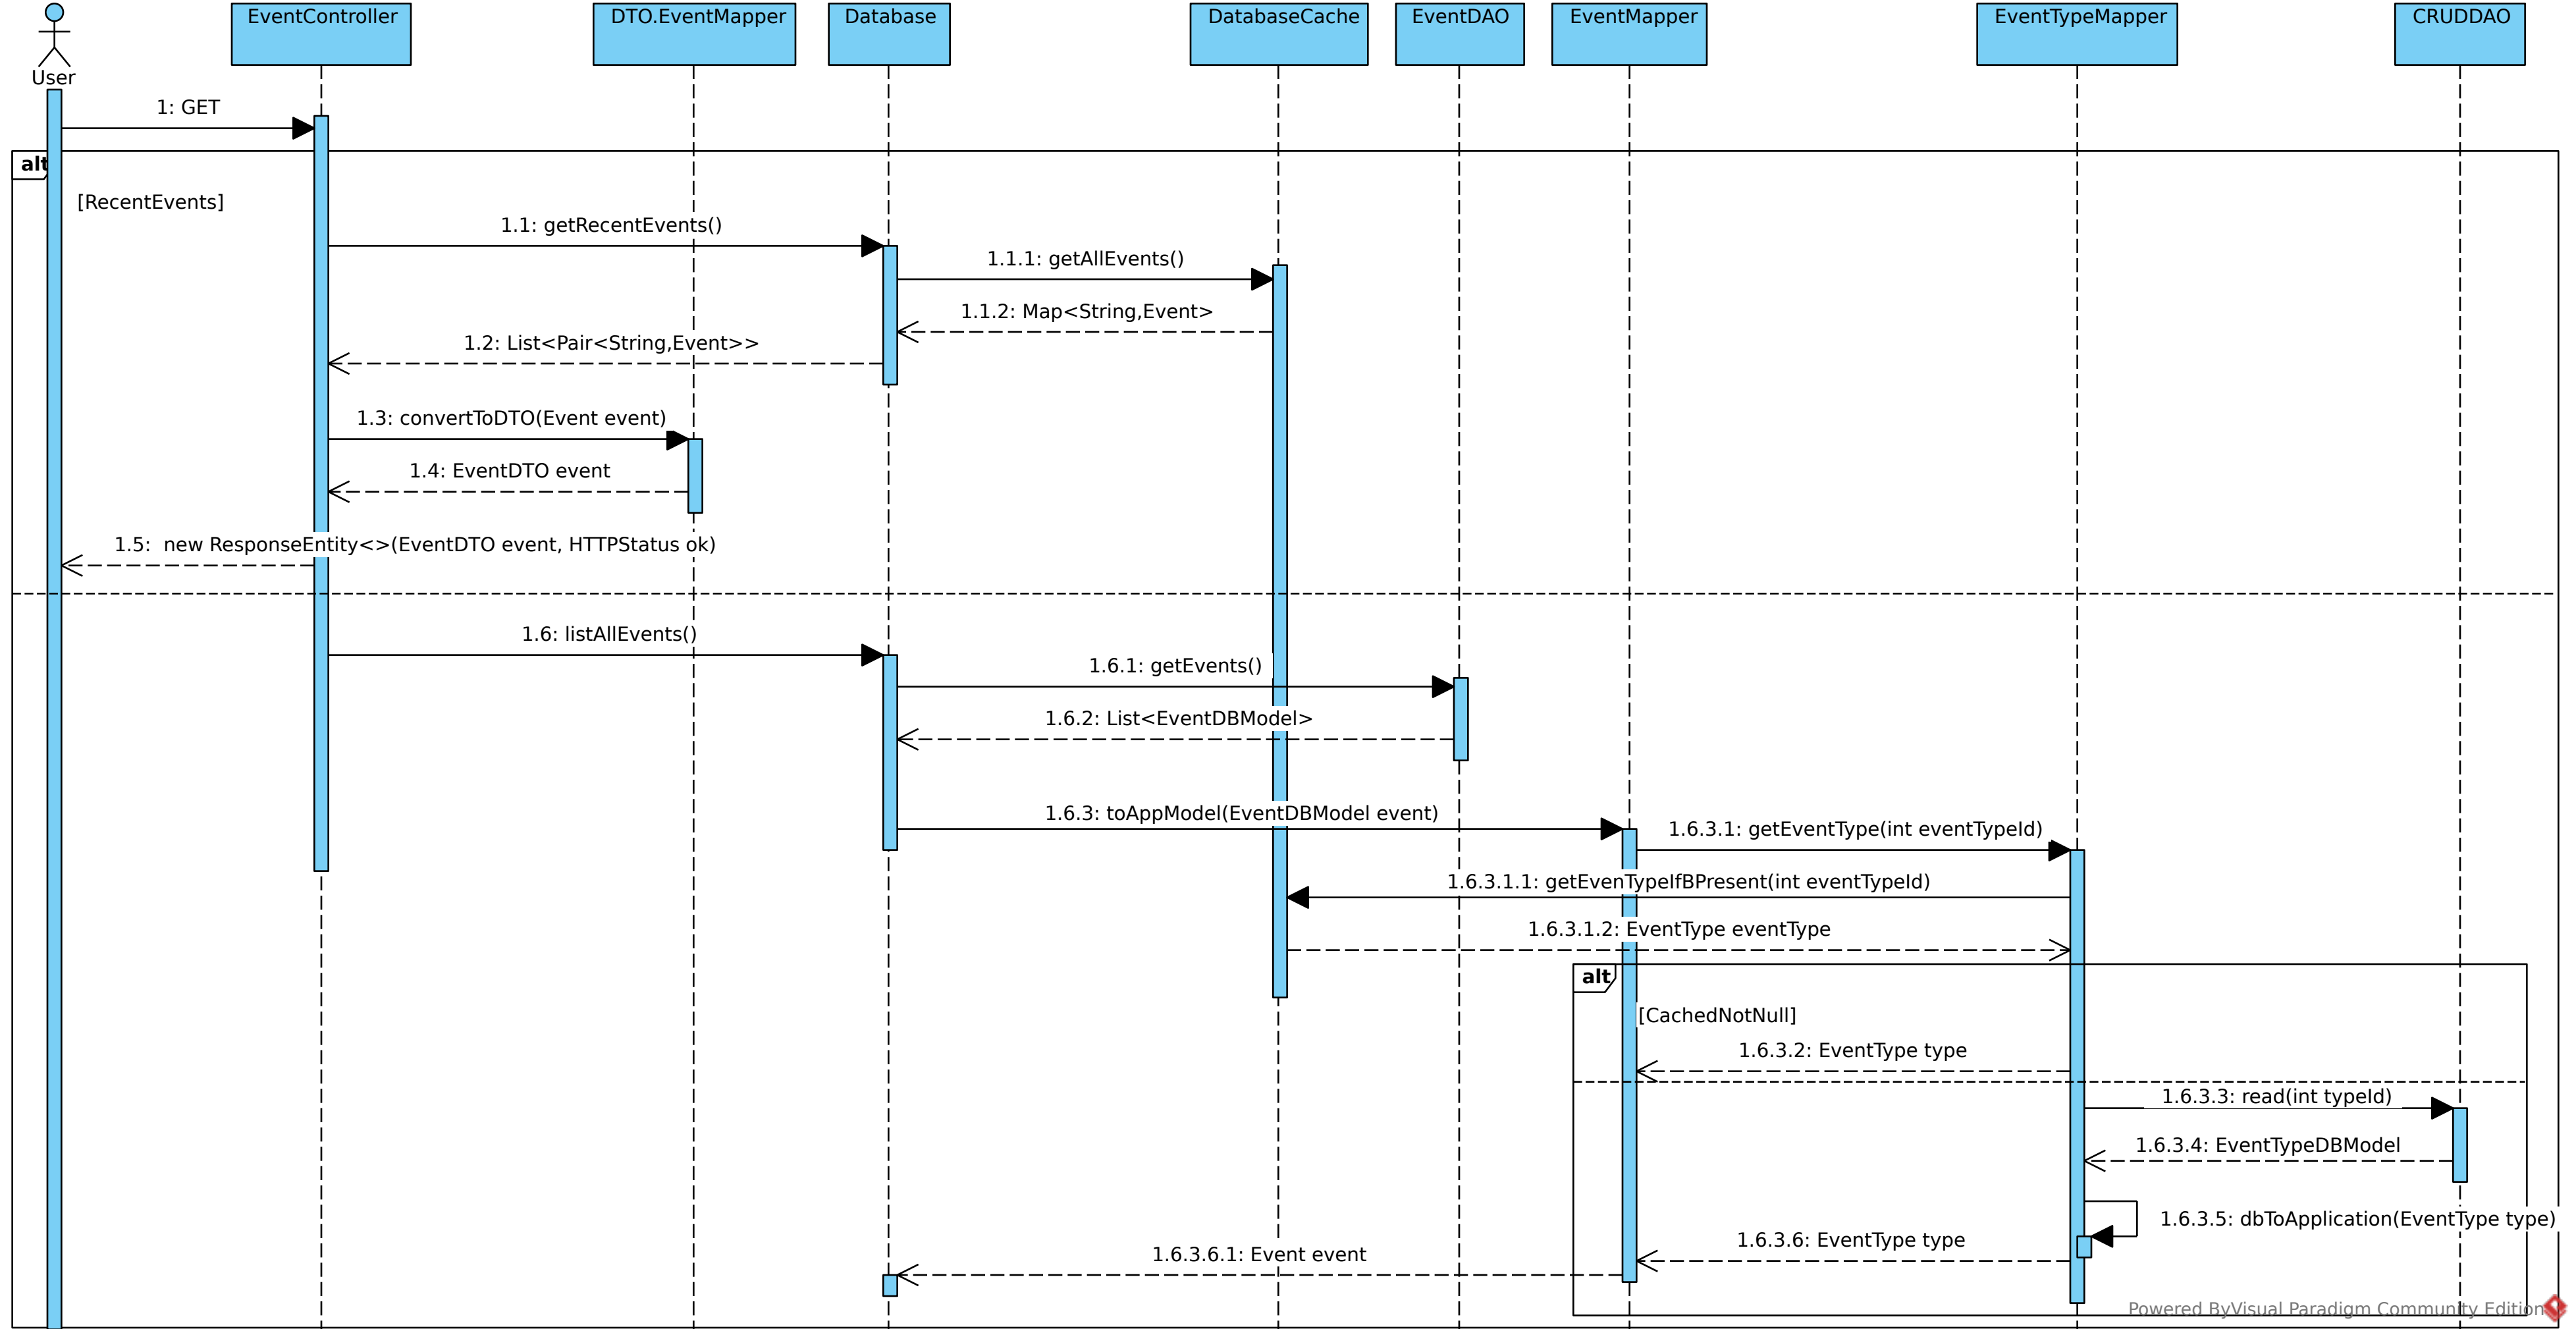 User
EventController
DTO.EventMapper
Database
DatabaseCache
EventDAO
EventMapper
EventTypeMapper
CRUDDAO
1: GET
alt
[RecentEvents]
1.1: getRecentEvents()
1.1.1: getAllEvents()
1.1.2: Map<String,Event>
1.2: List<Pair<String,Event>>
1.3: convertToDTO(Event event)
1.4: EventDTO event
1.5:  new ResponseEntity<>(EventDTO event, HTTPStatus ok)
1.6: listAllEvents()
1.6.1: getEvents()
1.6.2: List<EventDBModel>
1.6.3: toAppModel(EventDBModel event)
1.6.3.1: getEventType(int eventTypeId)
1.6.3.1.1: getEvenTypeIfBPresent(int eventTypeId)
1.6.3.1.2: EventType eventType
alt
[CachedNotNull]
1.6.3.2: EventType type
1.6.3.3: read(int typeId)
1.6.3.4: EventTypeDBModel
1.6.3.5: dbToApplication(EventType type)
1.6.3.6: EventType type
1.6.3.6.1: Event event
Powered ByVisual Paradigm Community Edition